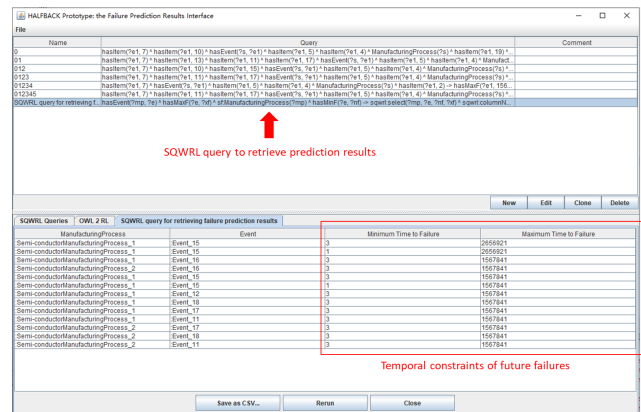 HALFBACK Prototype: the Failure Prediction Results Interface
File
Name Query Comment
0 hasItem(?e1, 7) ^ hasItem(?e1, 10) ^ hasEvent(?s, ?e1) ^ hasItem(?e1, 5) ^ hasItem(?e1, 4) ^ ManufacturingProcess(?s) ^ hasItem(?e1, 19) ^...
01 hasItem(?e1, 7) ^ hasItem(?e1, 13) ^ hasItem(?e1, 11) ^ hasItem(?e1, 17) ^ hasEvent(?s, ?e1) ^ hasItem(?e1, 5) ^ hasItem(?e1, 4) ^ Manufact...
012 hasItem(?e1, 7) ^ hasItem(?e1, 10) ^ hasItem(?e1, 15) ^ hasEvent(?s, ?e1) ^ hasItem(?e1, 5) ^ hasItem(?e1, 4) ^ ManufacturingProcess(?s) ^...
0123 hasItem(?e1, 7) ^ hasItem(?e1, 11) ^ hasItem(?e1, 17) ^ hasEvent(?s, ?e1) ^ hasItem(?e1, 5) ^ hasItem(?e1, 4) ^ ManufacturingProcess(?s) ^...
01234 hasItem(?e1, 7) ^ hasEvent(?s, ?e1) ^ hasItem(?e1, 5) ^ hasItem(?e1, 4) ^ ManufacturingProcess(?s) ^ hasItem(?e1, 2) -> hasMaxF(?e1, 156...
012345 hasItem(?e1, 7) ^ hasItem(?e1, 11) ^ hasItem(?e1, 17) ^ hasEvent(?s, ?e1) ^ hasItem(?e1, 5) ^ hasItem(?e1, 4) ^ ManufacturingProcess(?s) ^...
SQWRL query for retrieving f... hasEvent(?mp, ?e) ^ hasMaxF(?e, ?xf) ^ sf:ManufacturingProcess(?mp) ^ hasMinF(?e, ?nf) -> sqwrl:select(?mp, ?e, ?nf, ?xf) ^ sqwrl:columnN...
SQWRL query to retrieve prediction results
New Edit Clone Delete
SQWRL Queries OWL 2 RL SQWRL query for retrieving failure prediction results
ManufacturingProcess Event Minimum Time to Failure Maximum Time to Failure
:Semi-conductorManufacturingProcess_1 :Event_15 3 2656921
:Semi-conductorManufacturingProcess_1 :Event_15 1 2656921
:Semi-conductorManufacturingProcess_1 :Event_16 3 1567841
:Semi-conductorManufacturingProcess_2 :Event_16 3 1567841
:Semi-conductorManufacturingProcess_1 :Event_15 3 1567841
:Semi-conductorManufacturingProcess_1 :Event_15 1 1567841
:Semi-conductorManufacturingProcess_1 :Event_12 3 1567841
:Semi-conductorManufacturingProcess_1 :Event_18 3 1567841
:Semi-conductorManufacturingProcess_1 :Event_17 3 1567841
:Semi-conductorManufacturingProcess_1 :Event_11 3 1567841
:Semi-conductorManufacturingProcess_2 :Event_17 3 1567841
:Semi-conductorManufacturingProcess_2 :Event_18 3 1567841
:Semi-conductorManufacturingProcess_2 :Event_11 3 1567841
Temporal constraints of future failures
Save as CSV... Rerun Close